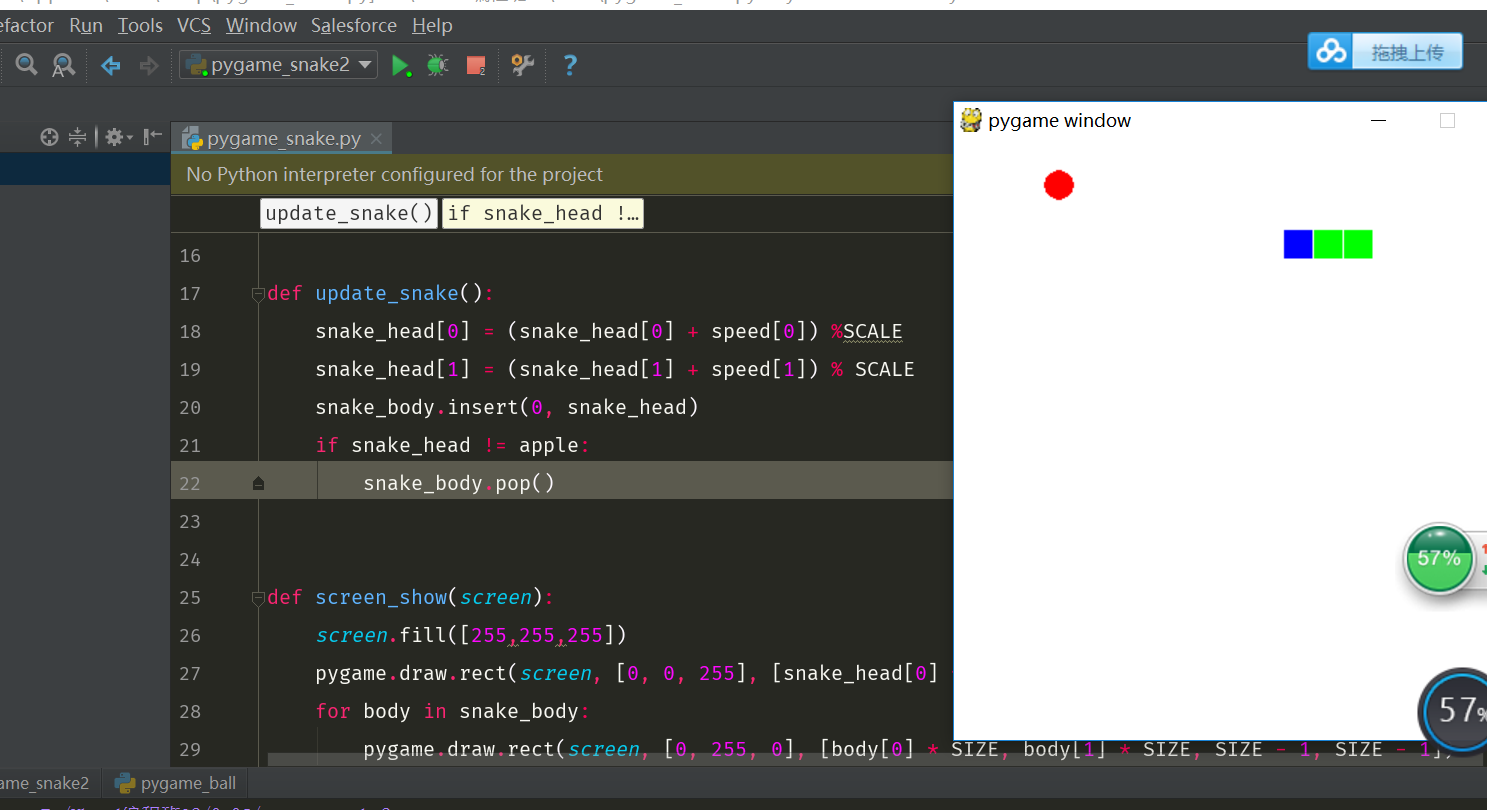 efactor Run Tools VCS Window Salesforce Help
pygame_snake2
2
?
拖拽上传
pygame window
pygame_snake.py
No Python interpreter configured for the project
update_snake() if snake_head !…
16
17 def update_snake():
18 snake_head[0] = (snake_head[0] + speed[0]) %SCALE
19 snake_head[1] = (snake_head[1] + speed[1]) % SCALE
20 snake_body.insert(0, snake_head)
21 if snake_head != apple:
22 snake_body.pop()
23
24
25 def screen_show(screen):
26 screen.fill([255,255,255])
27 pygame.draw.rect(screen, [0, 0, 255], [snake_head[0]
28 for body in snake_body:
29 pygame.draw.rect(screen, [0, 255, 0], [body[0] * SIZE, body[1] * SIZE, SIZE - 1, SIZE - 1])
57%
57%
ame_snake2 pygame_ball